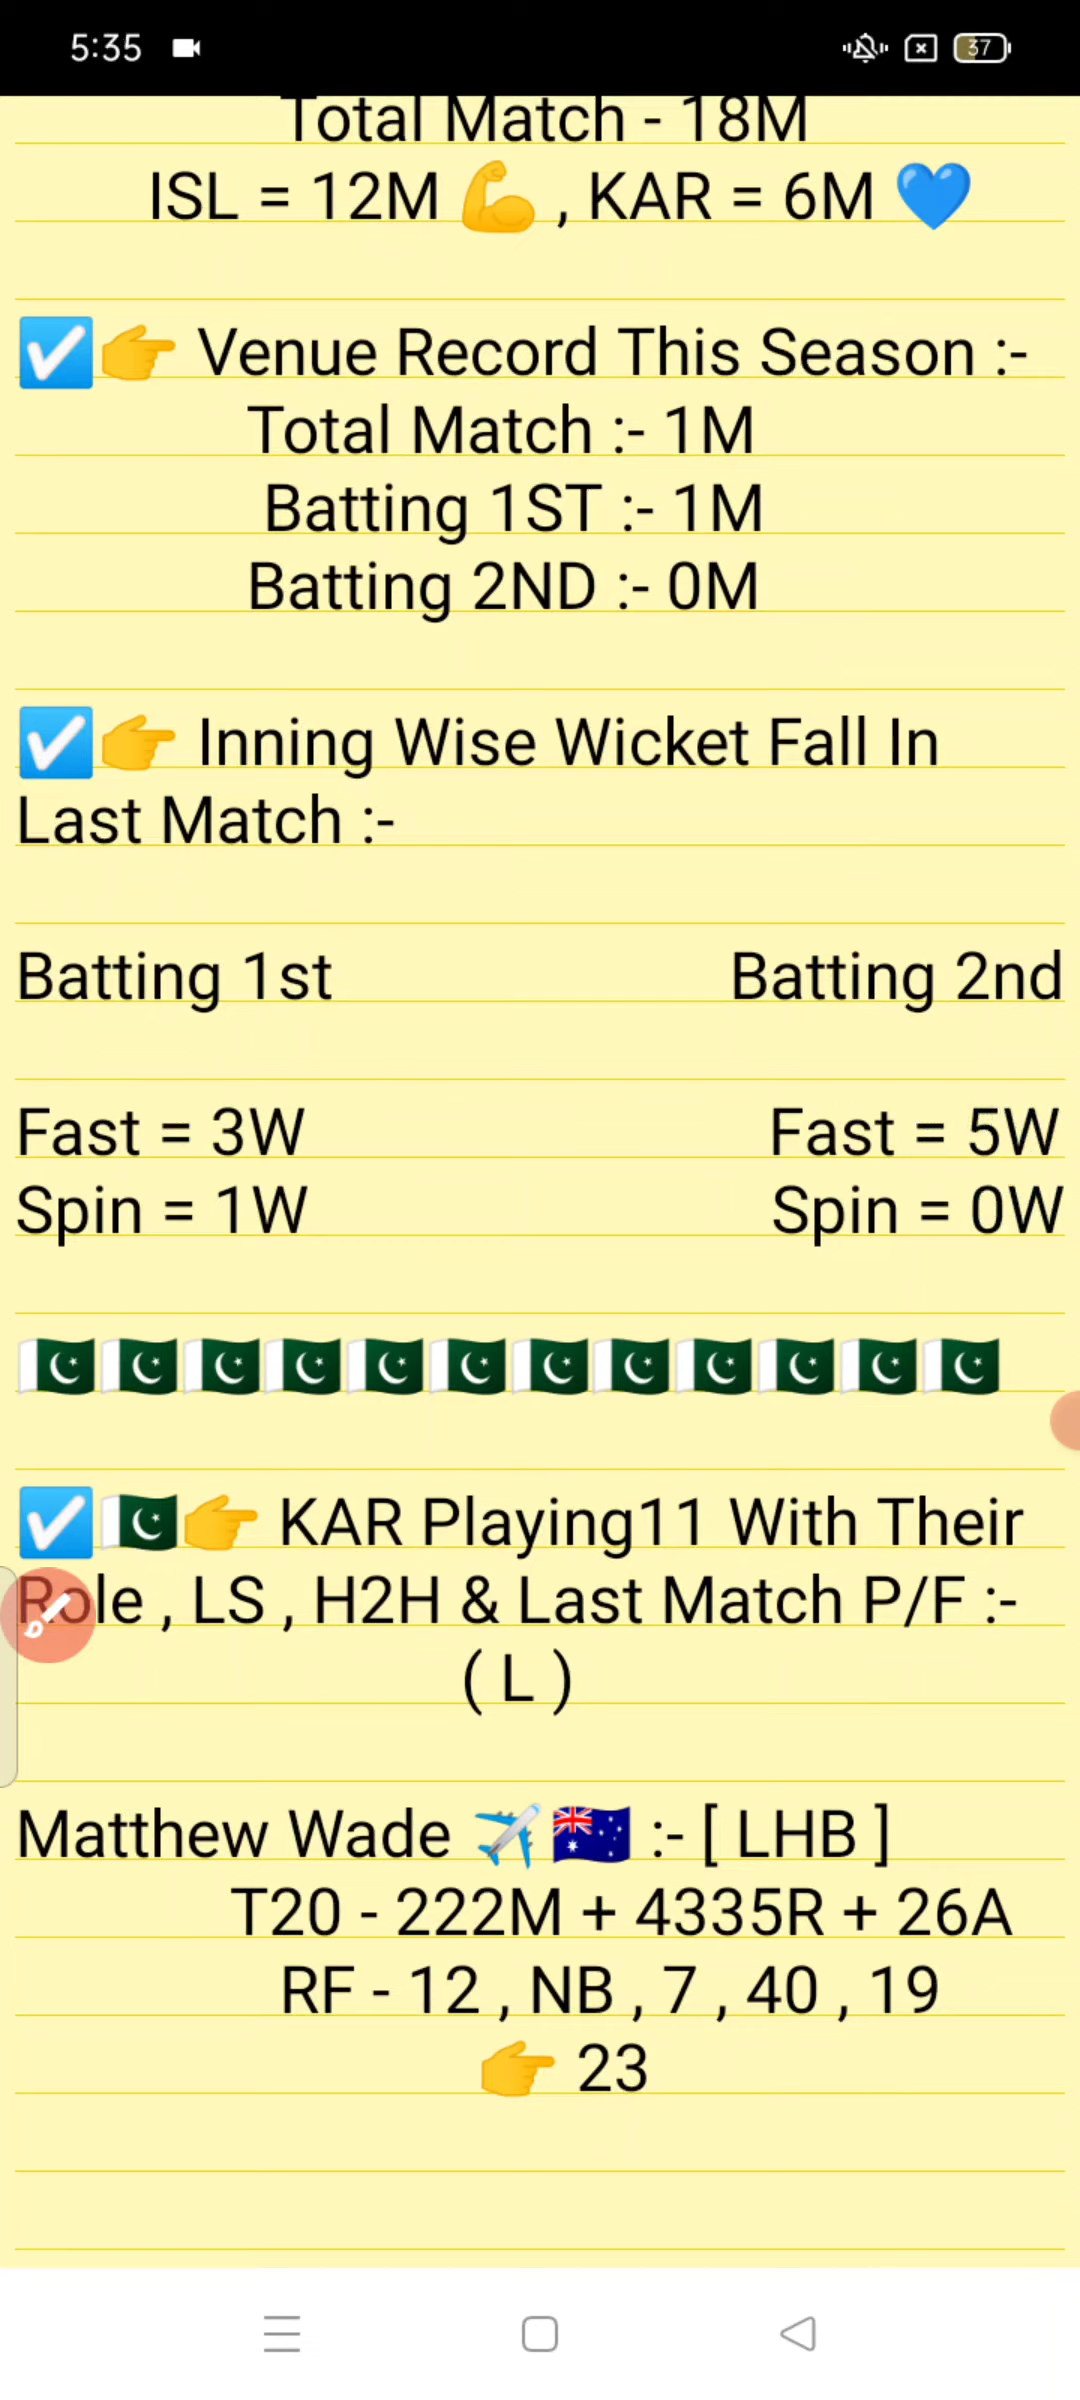 5:35
37
Total Match - 18M
ISL = 12M 💪 , KAR = 6M 💙
☑️👉 Venue Record This Season :-
Total Match :- 1M
Batting 1ST :- 1M
Batting 2ND :- 0M
☑️👉 Inning Wise Wicket Fall In
Last Match :-
Batting 1st Batting 2nd
Fast = 3W Fast = 5W
Spin = 1W Spin = 0W
🇵🇰🇵🇰🇵🇰🇵🇰🇵🇰🇵🇰🇵🇰🇵🇰🇵🇰🇵🇰🇵🇰🇵🇰
☑️🇵🇰👉 KAR Playing11 With Their
Role , LS , H2H & Last Match P/F :-
( L )
Matthew Wade ✈️🇦🇺 :- [ LHB ]
T20 - 222M + 4335R + 26A
RF - 12 , NB , 7 , 40 , 19
👉 23